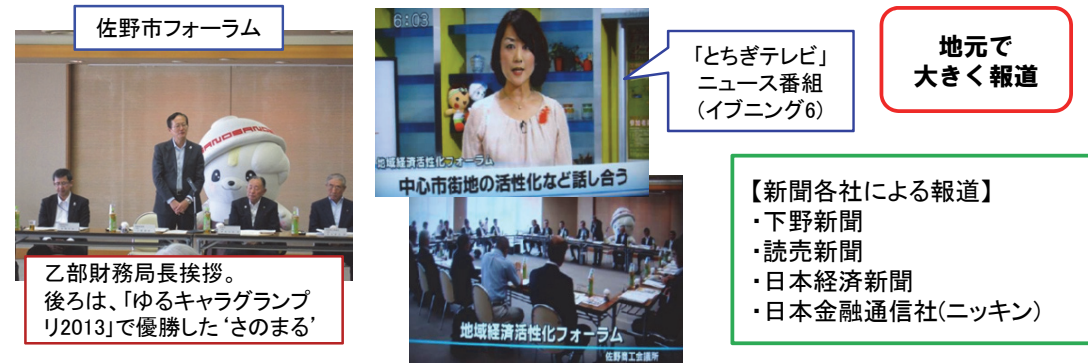 佐野市フォーラム
SANO
乙部財務局長挨拶。
後ろは、「ゆるキャラグランプ
リ2013」で優勝した‘さのまる’
6:03
地域経済活性化フォーラム
中心市街地の活性化など話し合う
地域経済活性化フォーラム
佐野商工会議所
「とちぎテレビ」
ニュース番組
(イブニング6)
地元で
大きく報道
【新聞各社による報道】
・下野新聞
・読売新聞
・日本経済新聞
・日本金融通信社(ニッキン)